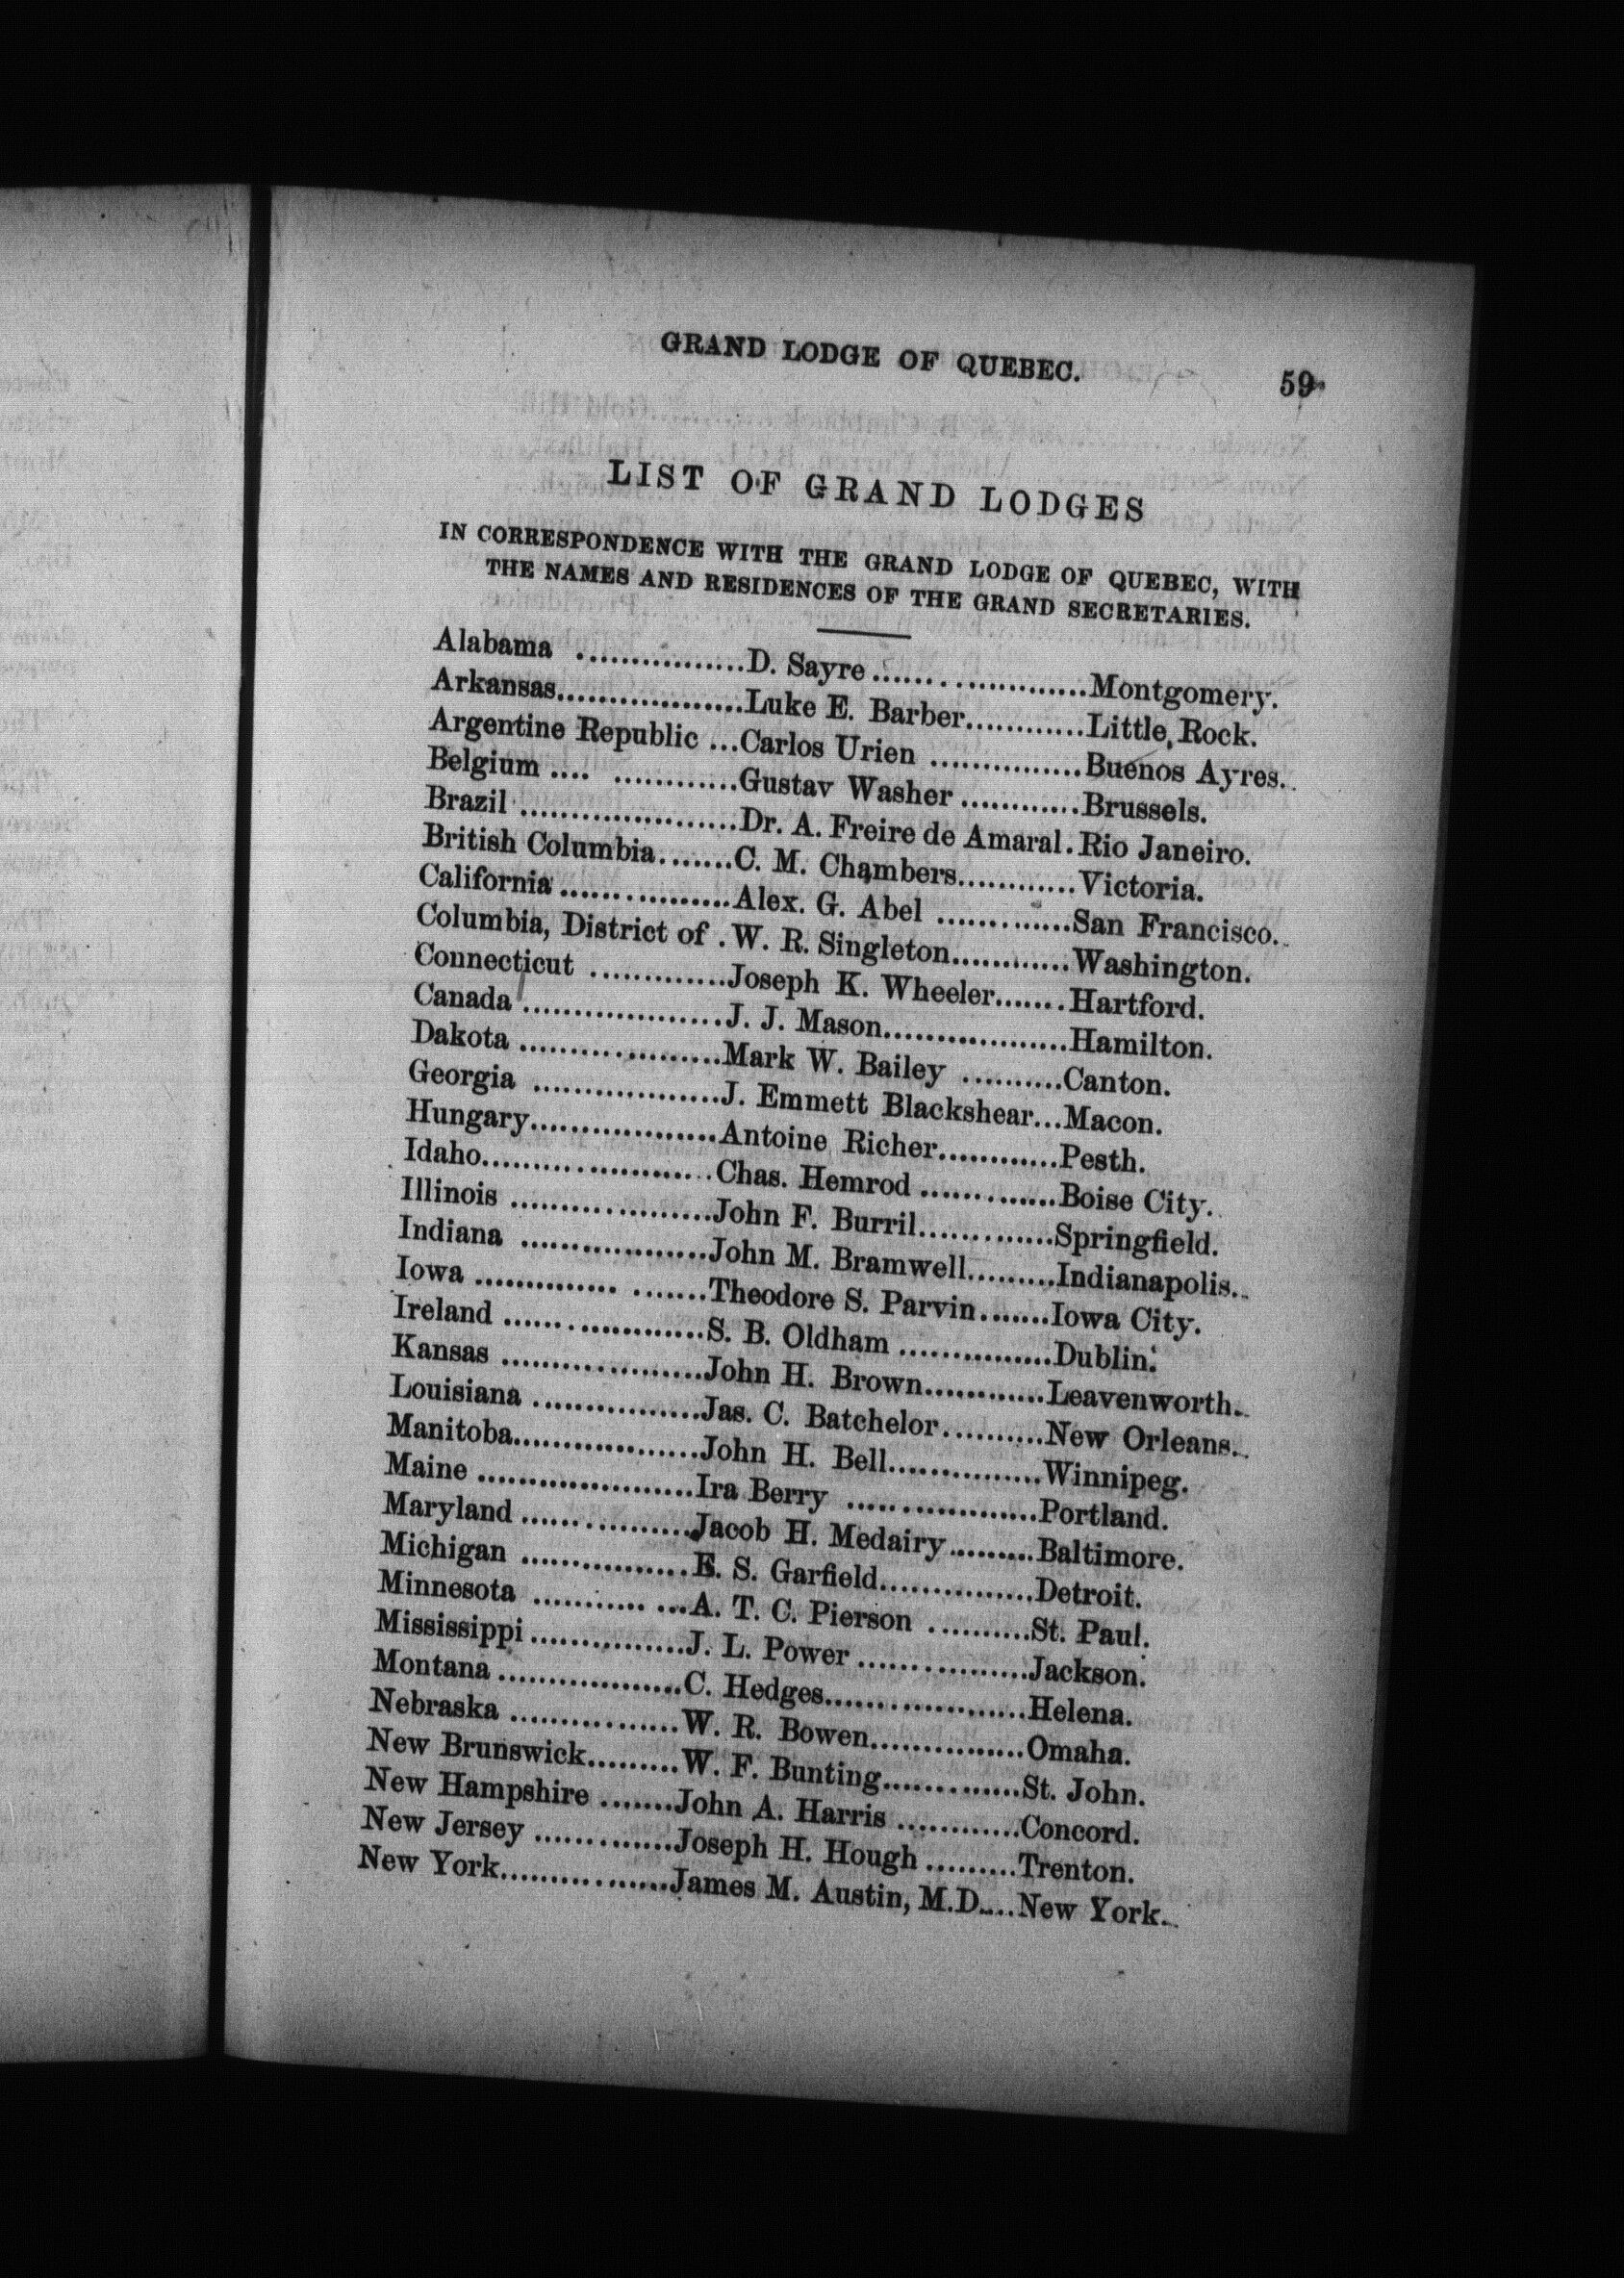 GRAND LODGE OF QUEBEC. 59
LIST OF GRAND LODGES
IN CORRESPONDENCE WITH THE GRAND LODGE OF QUEBEC, WITH
THE NAMES AND RESIDENCES OF THE GRAND SECRETARIES.
Alabama ................D. Sayre ....................Montgomery.
Arkansas..................Luke E. Barber............Little Rock.
Argentine Republic ...Carlos Urien ...............Buenos Ayres.
Belgium .... ............Gustav Washer ............Brussels.
Brazil .....................Dr. A. Freire de Amaral.Rio Janeiro.
British Columbia.......C. M. Chambers............Victoria.
California ................Alex. G. Abel .............San Francisco.
Columbia, District of .W. R. Singleton............Washington.
Connecticut .............Joseph K. Wheeler.......Hartford.
Canada ...................J. J. Mason..................Hamilton.
Dakota ...................Mark W. Bailey ..........Canton.
Georgia ..................J. Emmett Blackshear...Macon.
Hungary..................Antoine Richer............Pesth.
Idaho......................Chas. Hemrod .............Boise City.
Illinois ...................John F. Burril.............Springfield.
Indiana ..................John M. Bramwell.........Indianapolis.
Iowa .............. .......Theodore S. Parvin.......Iowa City.
Ireland ...................S. B. Oldham ...............Dublin.
Kansas ...................John H. Brown............Leavenworth.
Louisiana ................Jas. C. Batchelor..........New Orleans.
Manitoba..................John H. Bell...............Winnipeg.
Maine .....................Ira Berry ..................Portland.
Maryland ................Jacob H. Medairy.........Baltimore.
Michigan ................E. S. Garfield...............Detroit.
Minnesota ........... ...A. T. C. Pierson ..........St. Paul.
Mississippi ...............J. L. Power ................Jackson.
Montana ..................C. Hedges...................Helena.
Nebraska ................W. R. Bowen...............Omaha.
New Brunswick.........W. F. Bunting.............St. John.
New Hampshire .......John A. Harris ............Concord.
New Jersey .............Joseph H. Hough .........Trenton.
New York................James M. Austin, M.D....New York.